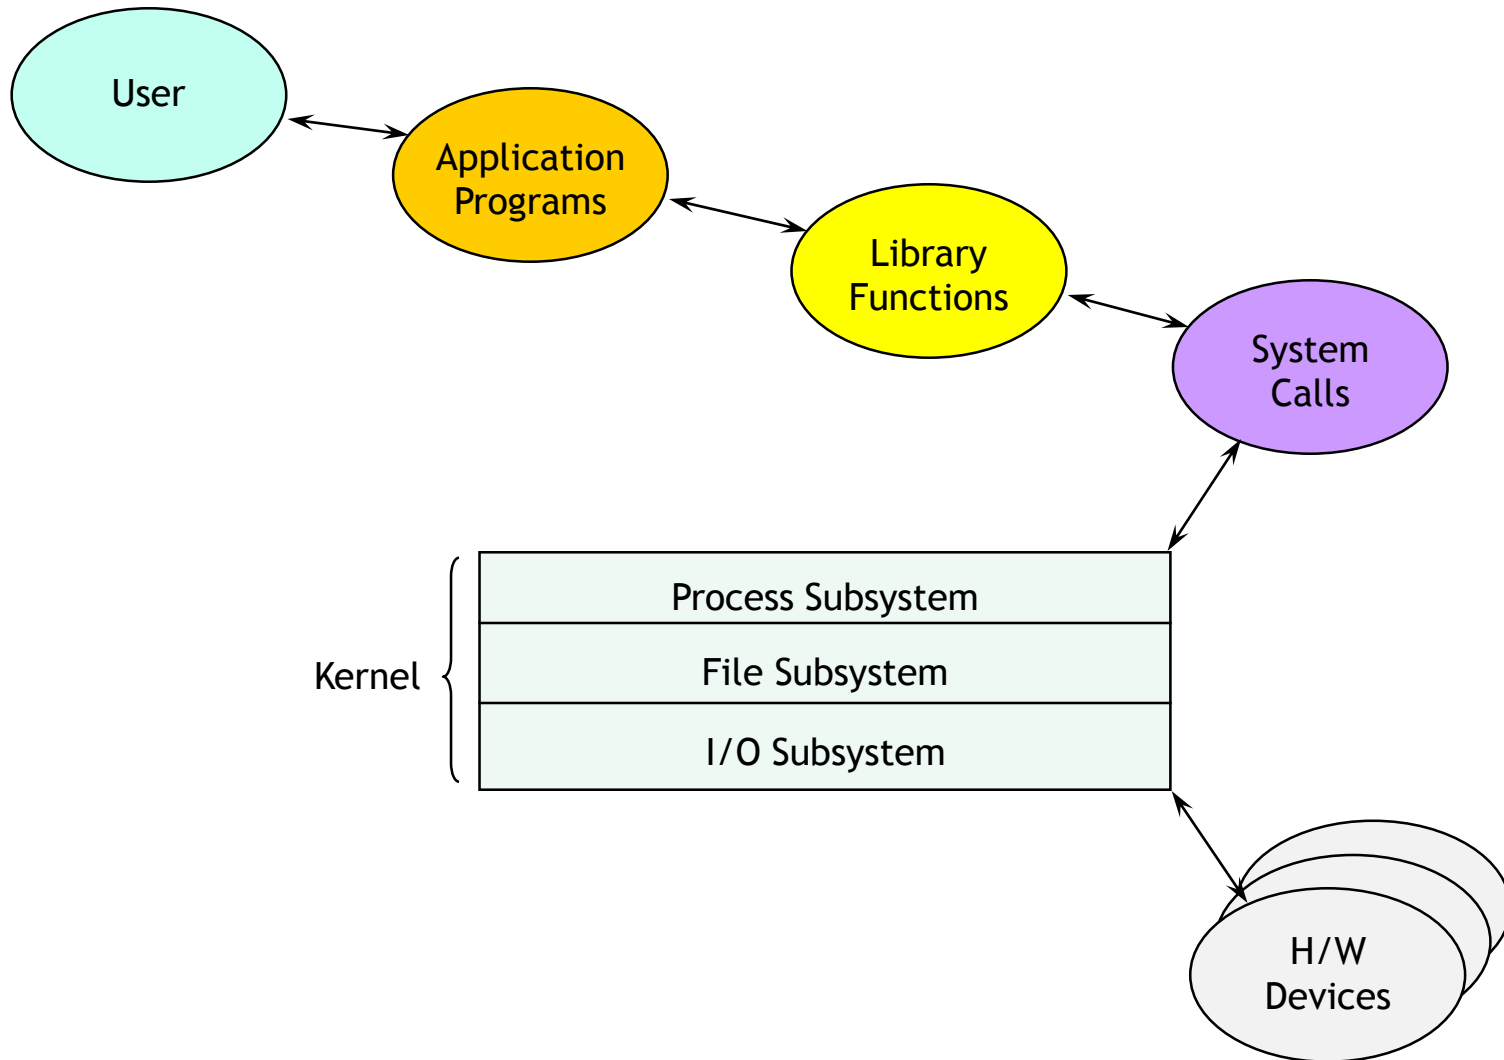 User
Application
Programs
Library
Functions
System
Calls
Process Subsystem
File Subsystem
Kernel
I/O Subsystem
H/W
Devices